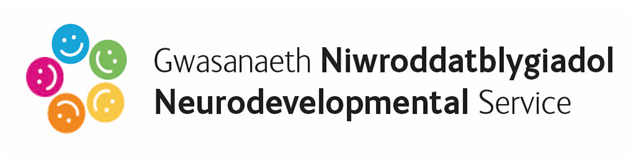 Gwasanaeth Niwroddatblygiadol
Neurodevelopmental Service